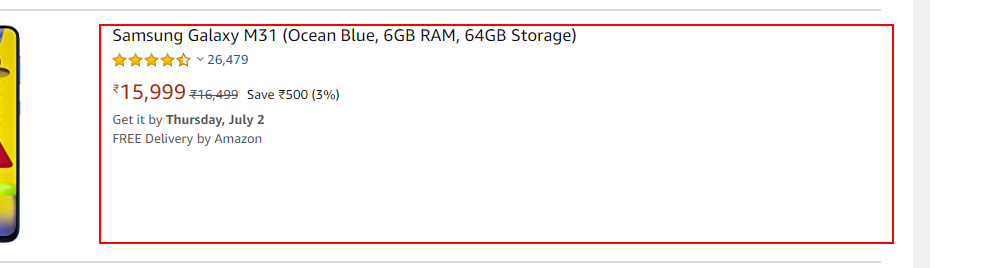 Samsung Galaxy M31 (Ocean Blue, 6GB RAM, 64GB Storage)
26,479
₹15,999 ₹16,499 Save ₹500 (3%)
Get it by Thursday, July 2
FREE Delivery by Amazon